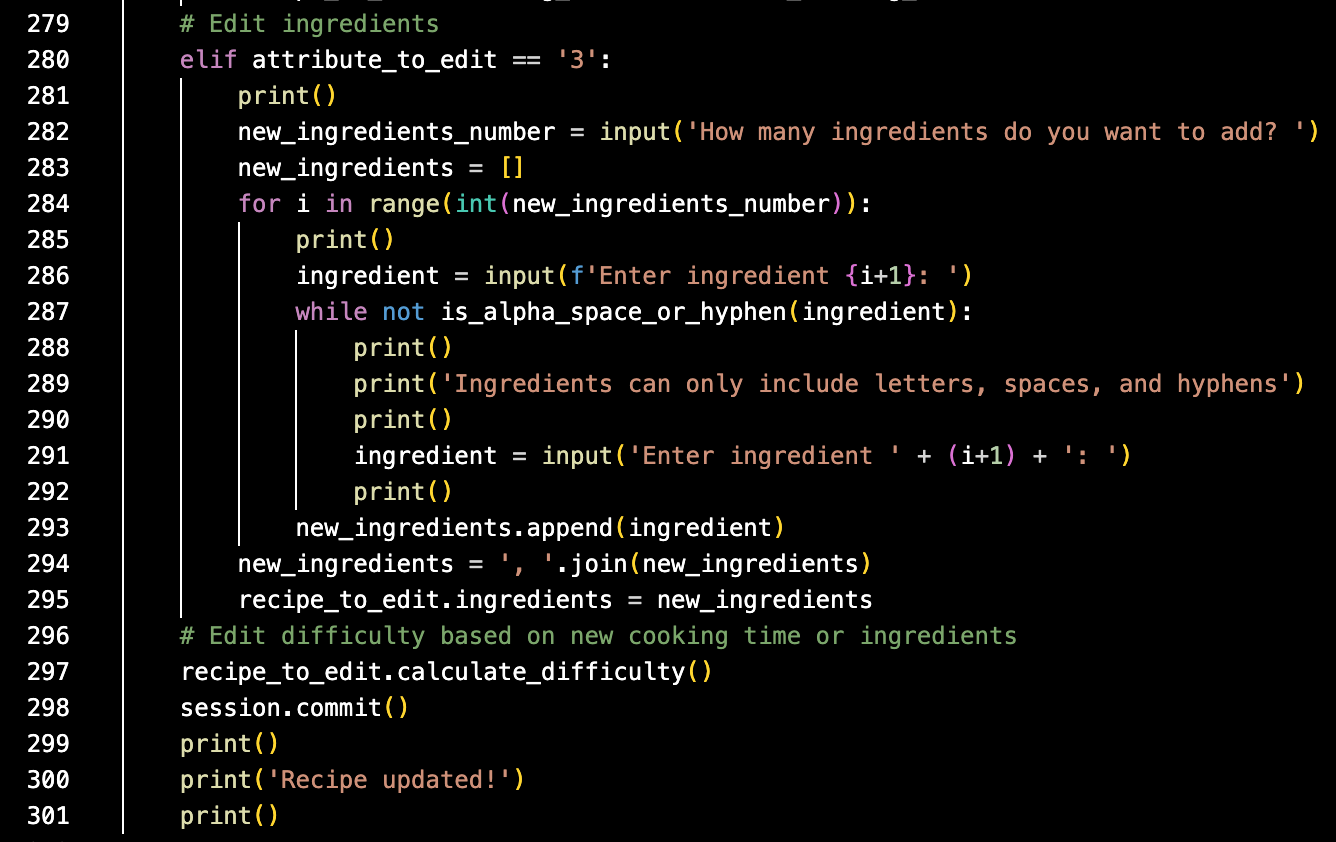 279 # Edit ingredients
280 elif attribute_to_edit == '3':
281 print()
282 new_ingredients_number = input('How many ingredients do you want to add? ')
283 new_ingredients = []
284 for i in range(int(new_ingredients_number)):
285 print()
286 ingredient = input(f'Enter ingredient {i+1}: ')
287 while not is_alpha_space_or_hyphen(ingredient):
288 print()
289 print('Ingredients can only include letters, spaces, and hyphens')
290 print()
291 ingredient = input('Enter ingredient ' + (i+1) + ': ')
292 print()
293 new_ingredients.append(ingredient)
294 new_ingredients = ', '.join(new_ingredients)
295 recipe_to_edit.ingredients = new_ingredients
296 # Edit difficulty based on new cooking time or ingredients
297 recipe_to_edit.calculate_difficulty()
298 session.commit()
299 print()
300 print('Recipe updated!')
301 print()